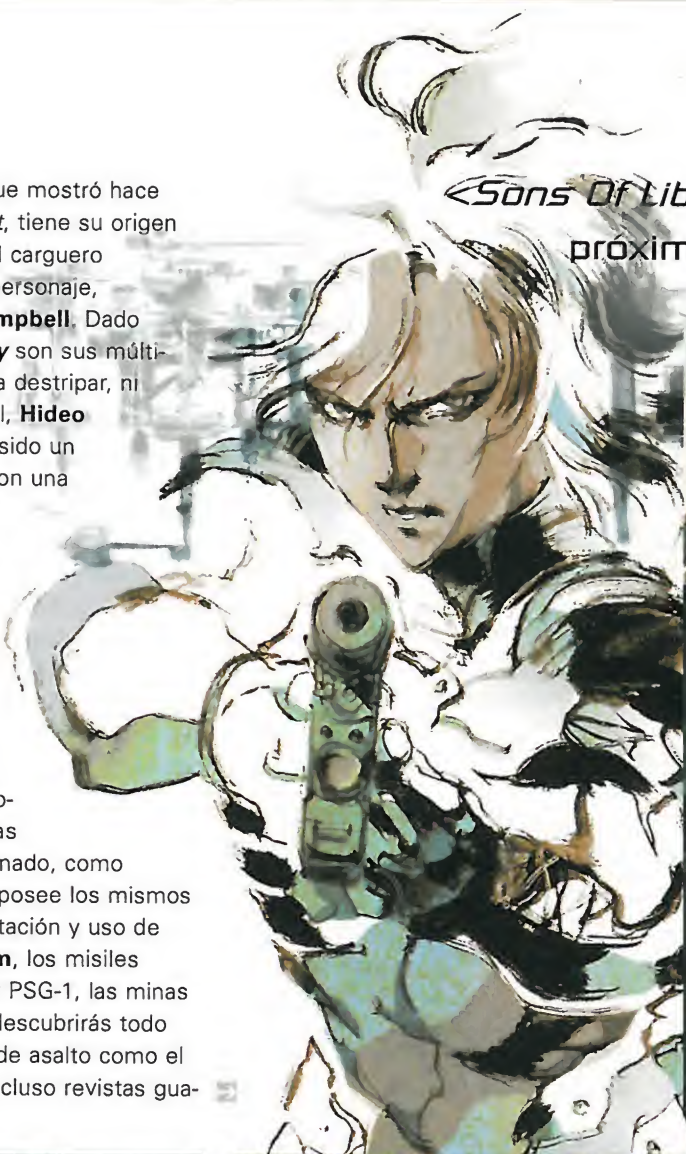 ue mostró hace
t, tiene su origen
l carguero
ersonaje,
mpbell. Dado
y son sus múlti-
a destripar, ni
l, Hideo
sido un
on una
o-
as
nado, como
posee los mismos
tación y uso de
n, los misiles
PSG-1, las minas
descubrirás todo
de asalto como el
cluso revistas gua-
<Sons Of Lib
próxim